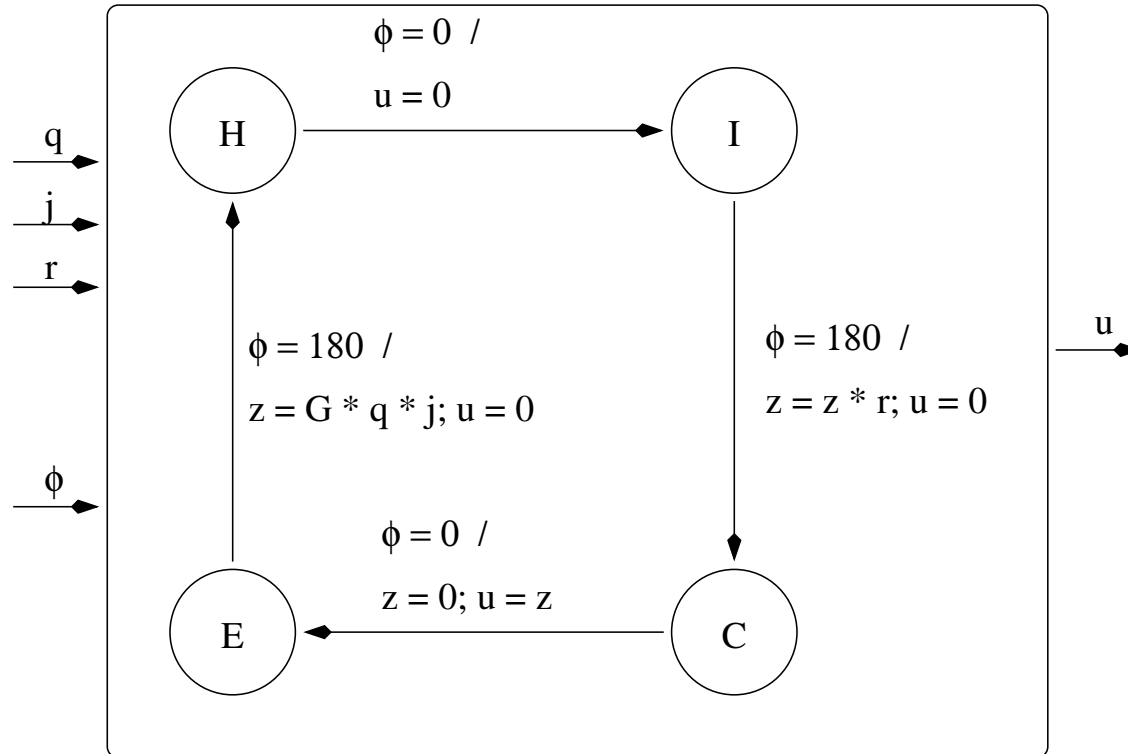 ϕ = 0 /
u = 0
H
I
q
j
r
ϕ = 180 /
z = G * q * j; u = 0
ϕ = 180 /
z = z * r; u = 0
u
ϕ
ϕ = 0 /
z = 0; u = z
E
C